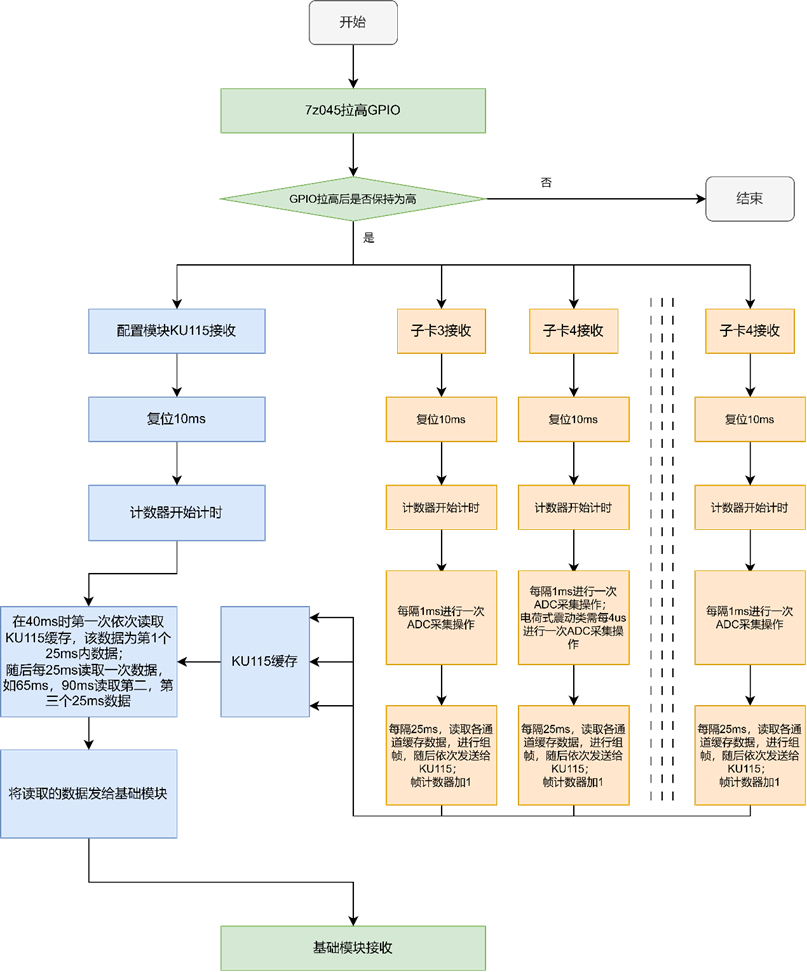 开始
7z045拉高GPIO
GPIO拉高后是否保持为高
否
结束
是
配置模块KU115接收
子卡3接收
子卡4接收
子卡4接收
复位10ms
复位10ms
复位10ms
复位10ms
计数器开始计时
计数器开始计时
计数器开始计时
计数器开始计时
在40ms时第一次依次读取
KU115缓存，该数据为第1个
25ms内数据；
随后每25ms读取一次数据，
如65ms，90ms读取第二，第
三个25ms数据
KU115缓存
每隔1ms进行一次
ADC采集操作
每隔1ms进行一次
ADC采集操作；
电荷式震动类需每4us
进行一次ADC采集操
作
每隔1ms进行一次
ADC采集操作
每隔25ms，读取各通
道缓存数据，进行组
帧，随后依次发送给
KU115；
帧计数器加1
每隔25ms，读取各通
道缓存数据，进行组
帧，随后依次发送给
KU115；
帧计数器加1
每隔25ms，读取各通
道缓存数据，进行组
帧，随后依次发送给
KU115；
帧计数器加1
将读取的数据发给基础模块
基础模块接收